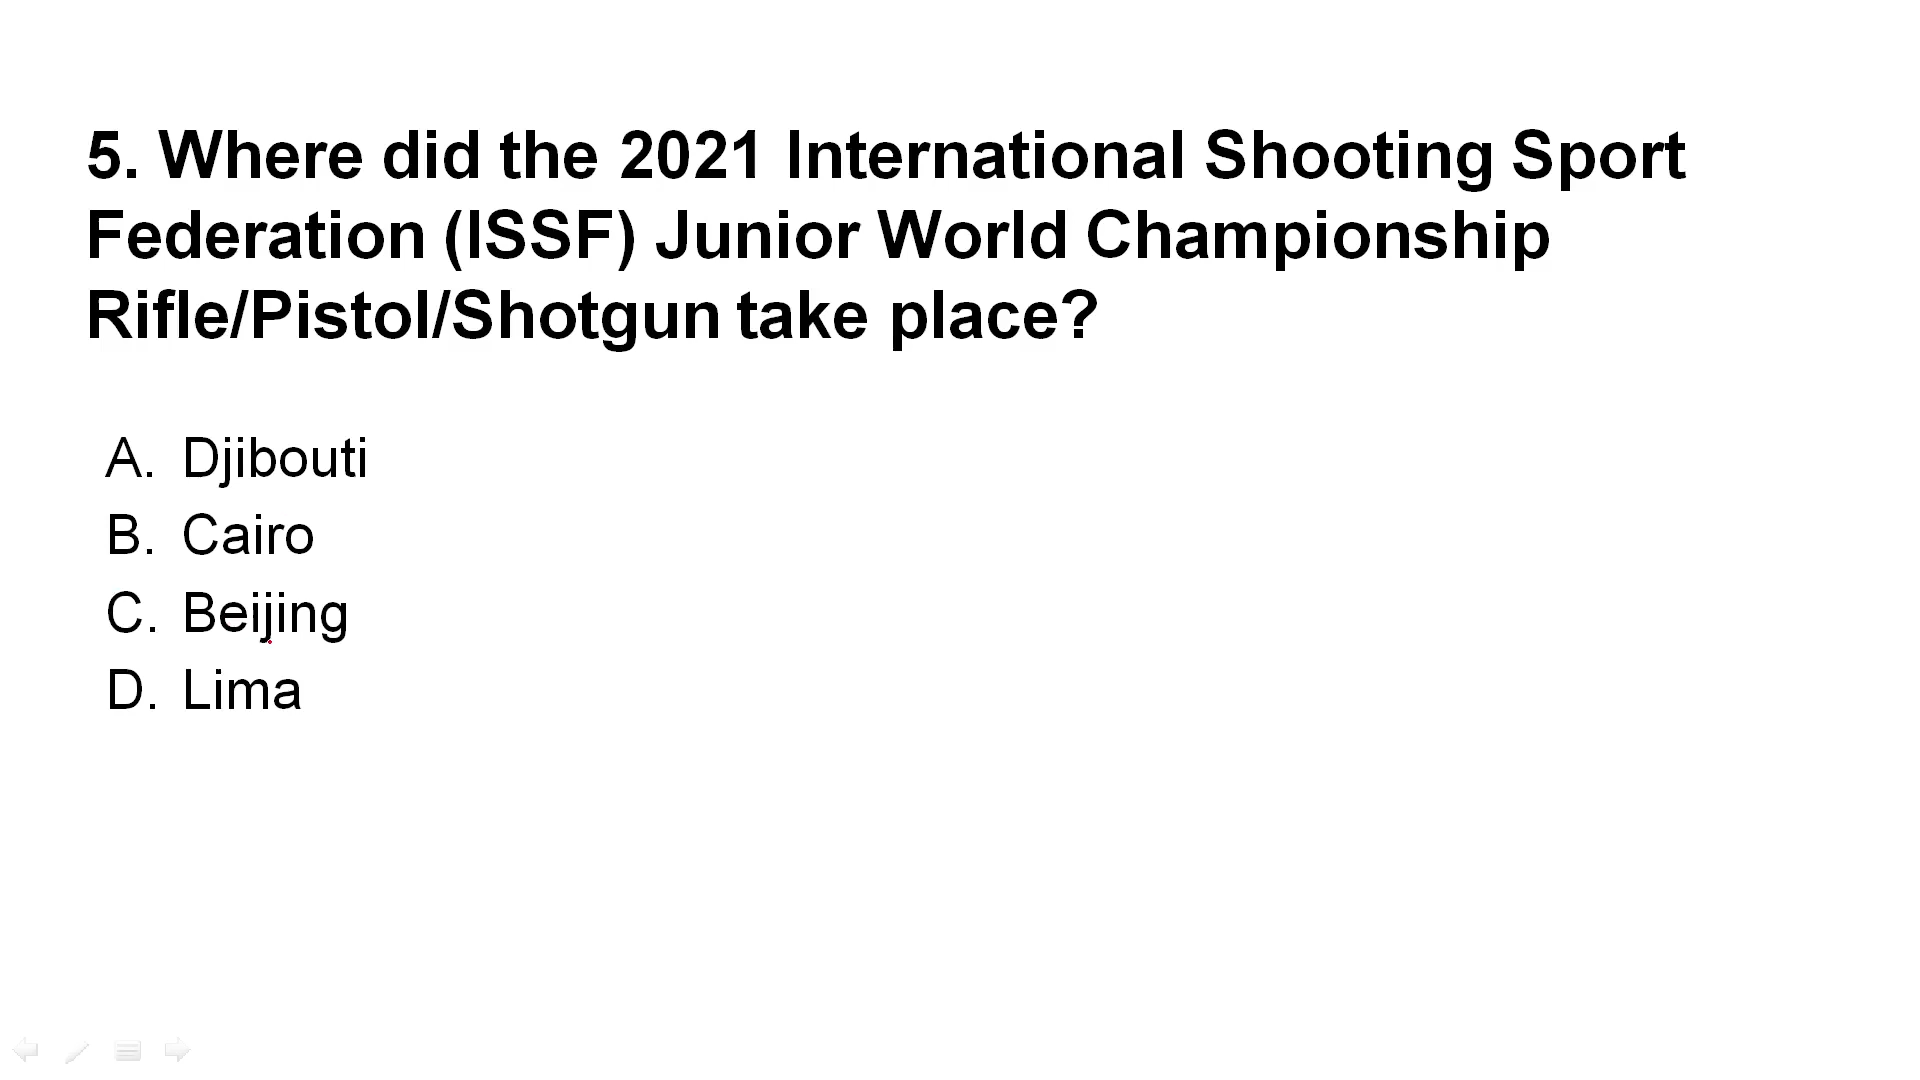 5. Where did the 2021 International Shooting Sport
Federation (ISSF) Junior World Championship
Rifle/Pistol/Shotgun take place?
A. Djibouti
B. Cairo
C. Beijing
D. Lima